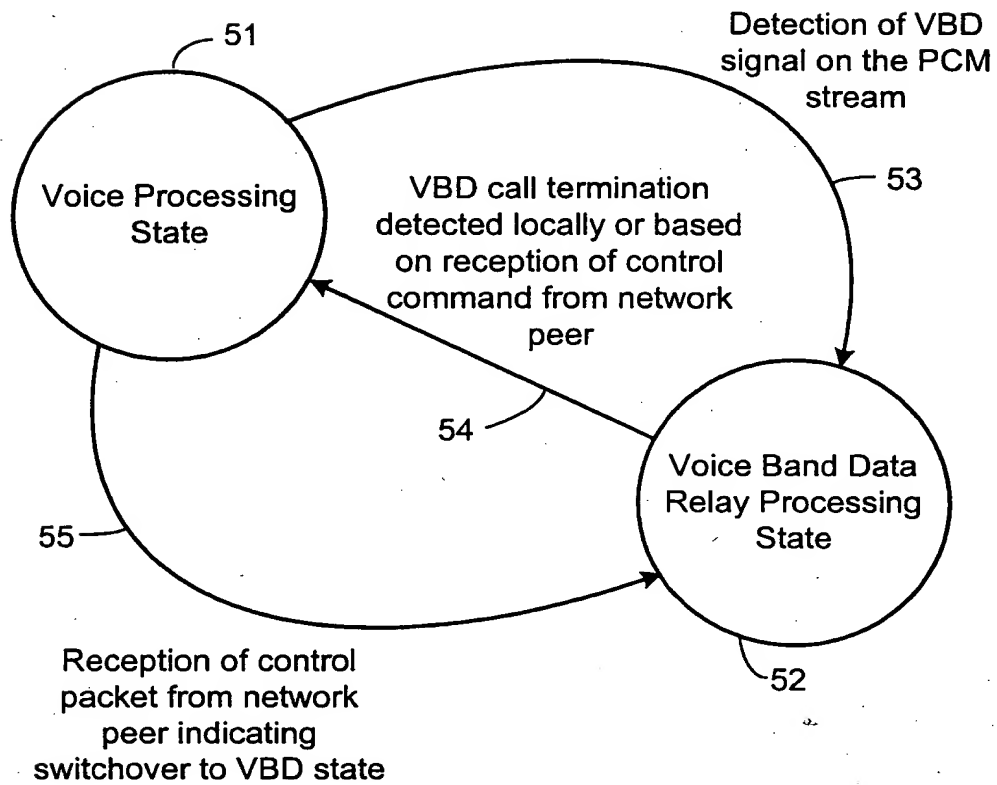 51
Detection of VBD
signal on the PCM
stream
53
Voice Processing
State
VBD call termination
detected locally or based
on reception of control
command from network
peer
54
Voice Band Data
Relay Processing
State
55
52
Reception of control
packet from network
peer indicating
switchover to VBD state